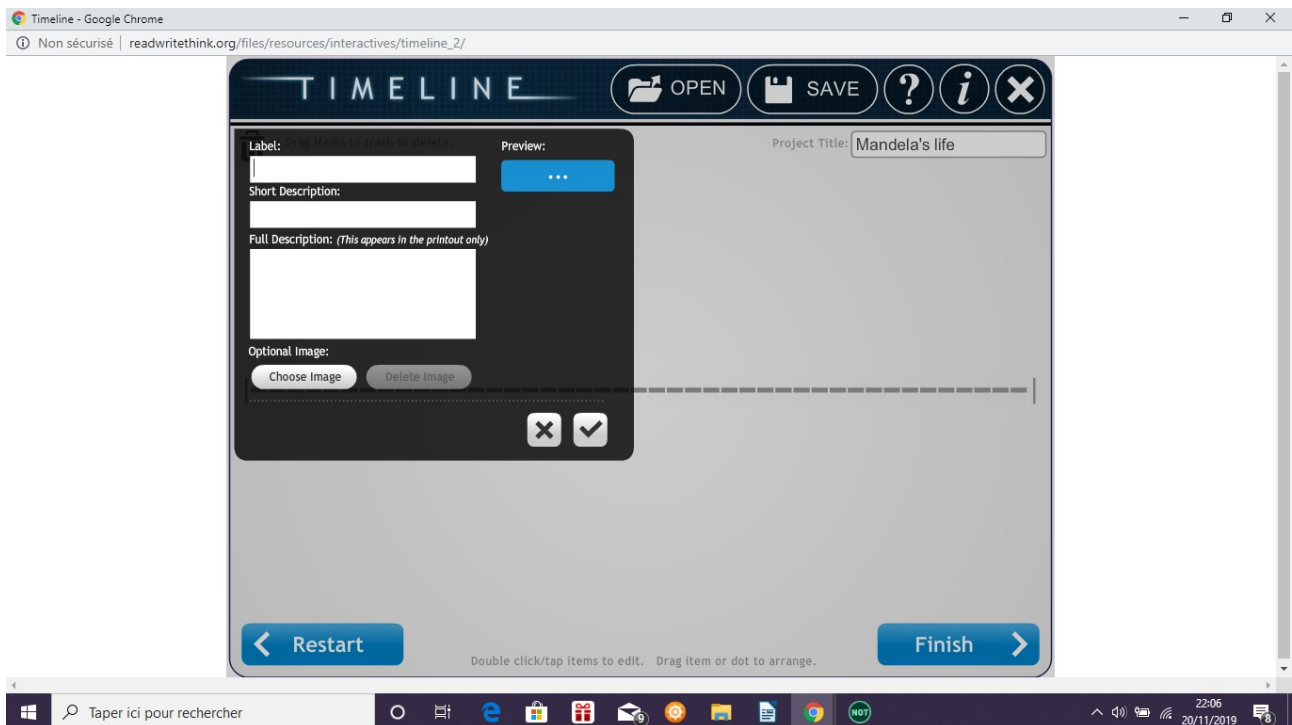 Timeline - Google Chrome
Non sécurisé | readwritethink.org/files/resources/interactives/timeline_2/
TIMELINE OPEN SAVE ? i
Drag items to trash to delete.
Project Title: Mandela's life
Label: Preview:
...
Short Description:
Full Description: (This appears in the printout only)
Optional Image:
Choose Image Delete Image
Restart Finish
Double click/tap items to edit. Drag item or dot to arrange.
Taper ici pour rechercher
9
NOT
22:06
20/11/2019
8